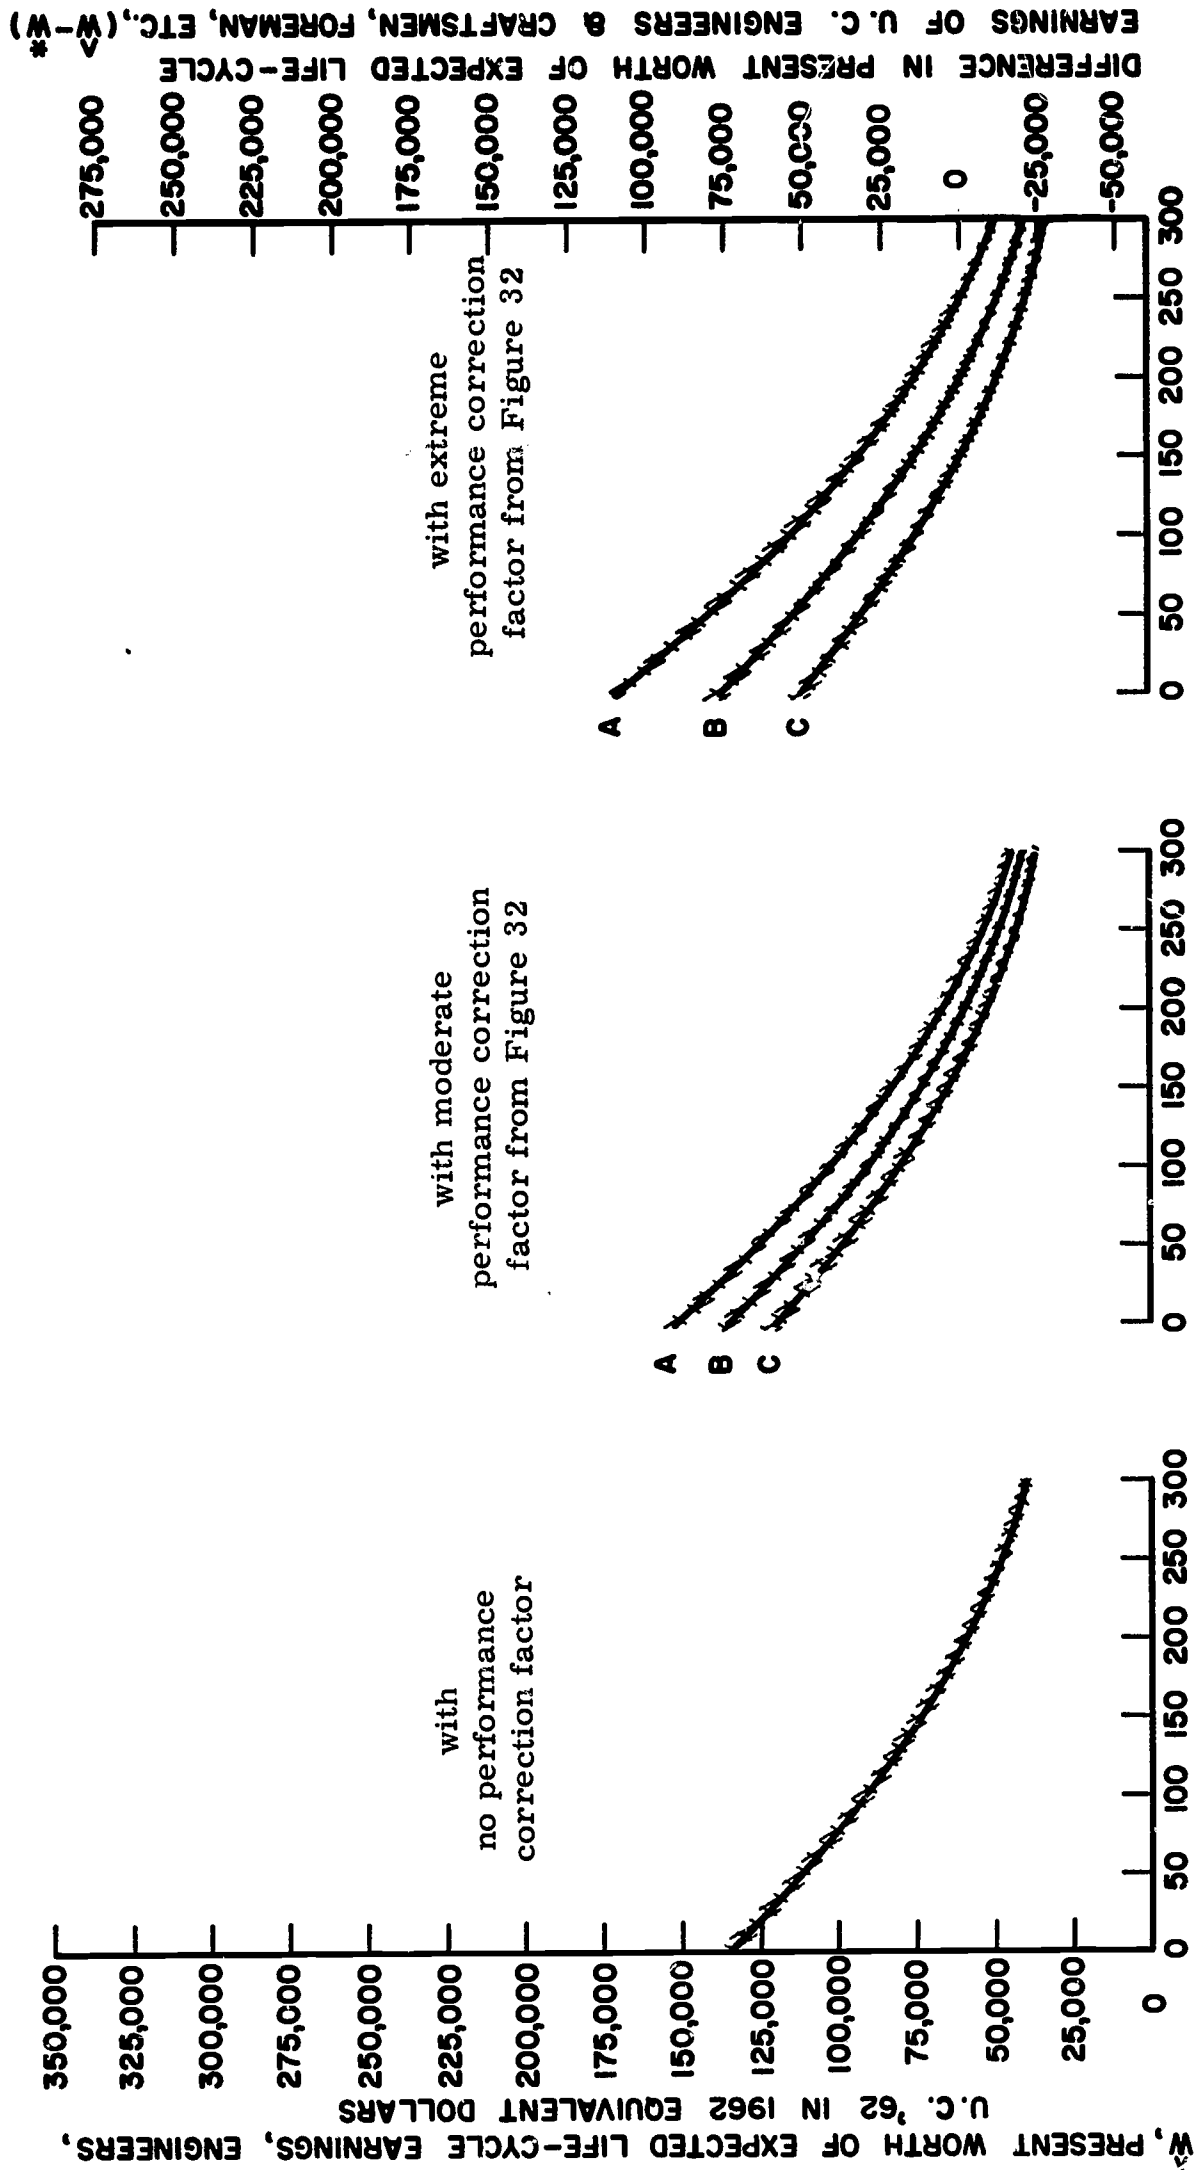 Ŵ, PRESENT WORTH OF EXPECTED LIFE-CYCLE EARNINGS, ENGINEERS,
U.C. '62 IN 1962 EQUIVALENT DOLLARS
350,000
325,000
300,000
275,000
250,000
225,000
200,000
175,000
150,000
125,000
100,000
75,000
50,000
25,000
0
with
no performance
correction factor
0 50 100 150 200 250 300
with moderate
performance correction
factor from Figure 32
A
B
C
0 50 100 150 200 250 300
with extreme
performance correction
factor from Figure 32
A
B
C
0 50 100 150 200 250 300
275,000
250,000
225,000
200,000
175,000
150,000
125,000
100,000
75,000
50,000
25,000
0
-25,000
-50,000
DIFFERENCE IN PRESENT WORTH OF EXPECTED LIFE-CYCLE
EARNINGS OF U.C. ENGINEERS & CRAFTSMEN, FOREMAN, ETC., (Ŵ-W*)